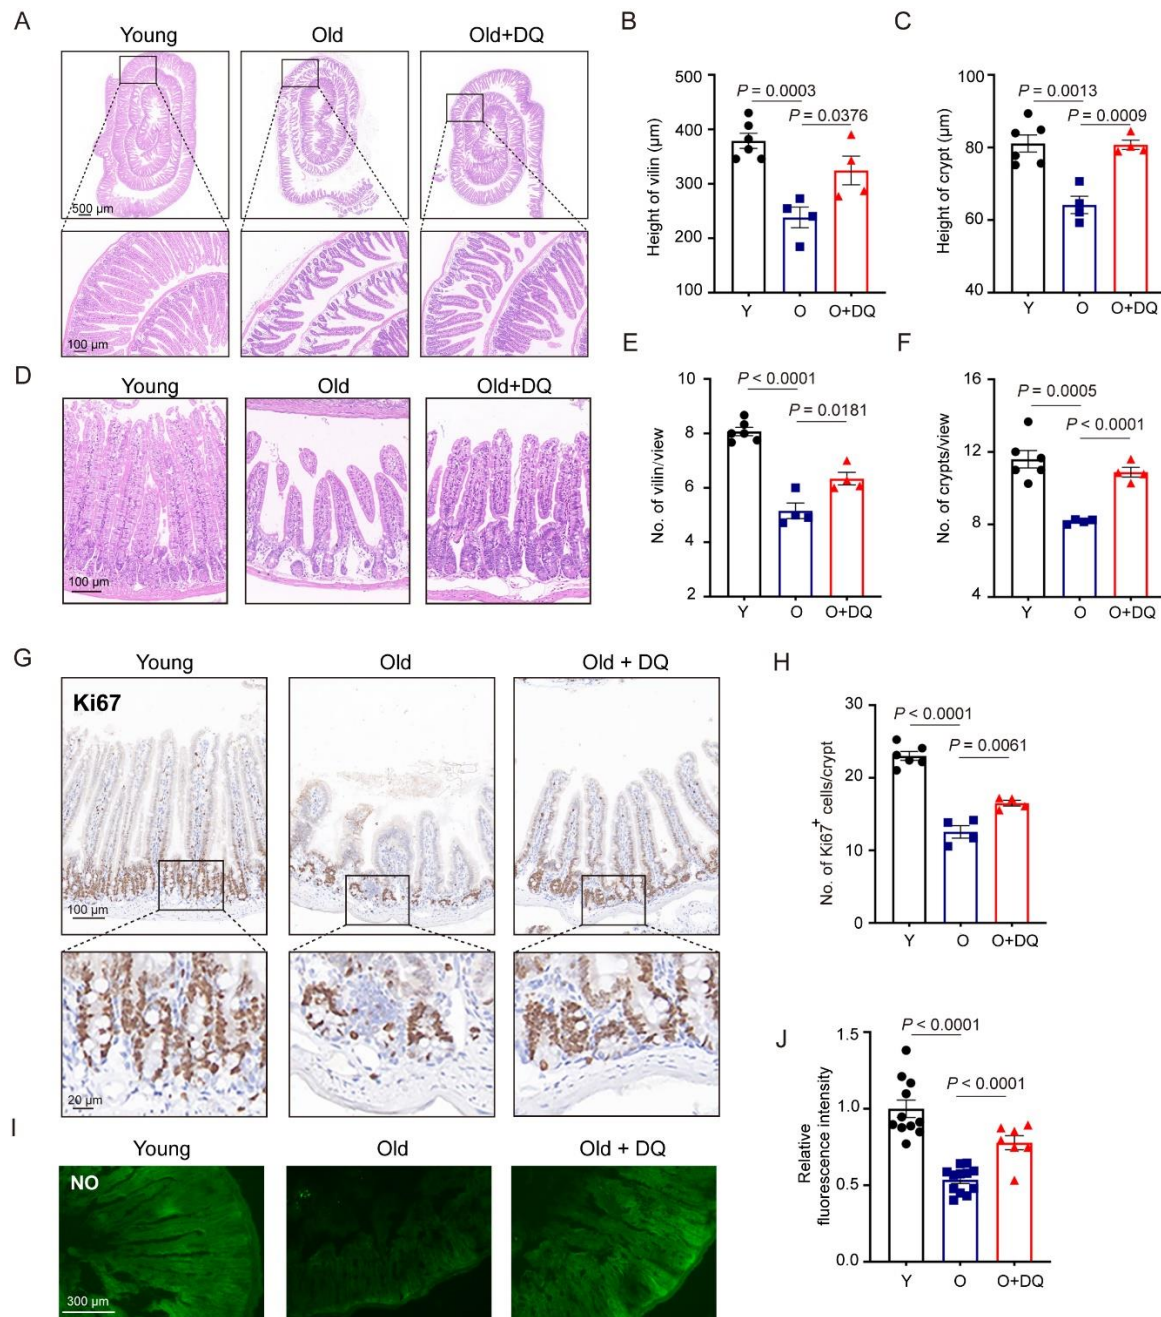 A
Young
Old
Old+DQ
500 µm
100 µm
B
Height of vilin (µm)
500
400
300
200
100
P = 0.0003
P = 0.0376
Y
O
O+DQ
C
Height of crypt (µm)
100
80
60
40
P = 0.0013
P = 0.0009
Y
O
O+DQ
D
Young
Old
Old+DQ
100 µm
E
No. of vilin/view
10
8
6
4
2
P < 0.0001
P = 0.0181
Y
O
O+DQ
F
No. of crypts/view
16
12
8
4
P = 0.0005
P < 0.0001
Y
O
O+DQ
G
Young
Old
Old + DQ
Ki67
100 µm
20 µm
H
No. of Ki67+ cells/crypt
30
20
10
0
P < 0.0001
P = 0.0061
Y
O
O+DQ
I
Young
Old
Old + DQ
NO
300 µm
J
Relative
fluorescence intensity
1.5
1.0
0.5
0.0
P < 0.0001
P < 0.0001
Y
O
O+DQ